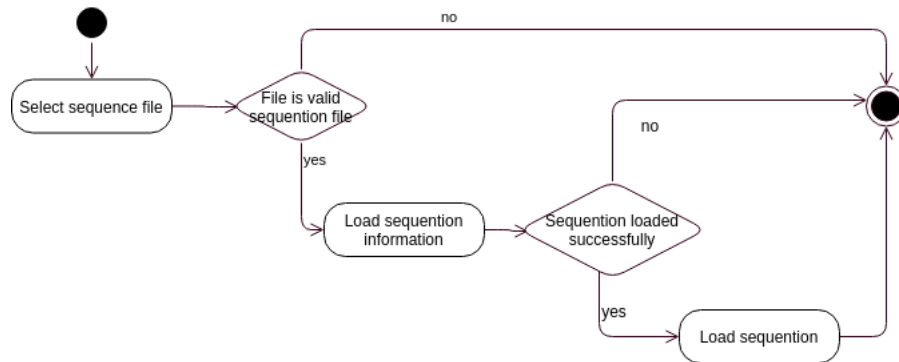 no
Select sequence file
File is valid
sequention file
yes
no
Load sequention
information
Sequention loaded
successfully
yes
Load sequention